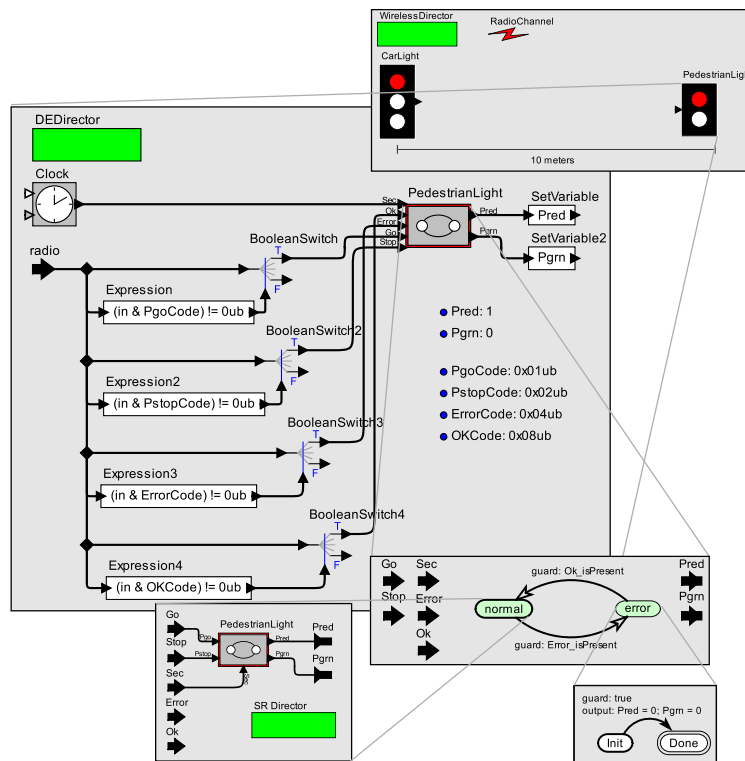 WirelessDirector
RadioChannel
CarLight
PedestrianLigh
10 meters
DEDirector
Clock
PedestrianLight
Sec
Ok
Error
Go
Stop
Pred
Pgrn
SetVariable
Pred
SetVariable2
Pgrn
radio
BooleanSwitch
T
F
Expression
(in & PgoCode) != 0ub
BooleanSwitch2
T
F
Expression2
(in & PstopCode) != 0ub
BooleanSwitch3
T
F
Expression3
(in & ErrorCode) != 0ub
BooleanSwitch4
T
F
Expression4
(in & OKCode) != 0ub
Pred: 1
Pgrn: 0
PgoCode: 0x01ub
PstopCode: 0x02ub
ErrorCode: 0x04ub
OKCode: 0x08ub
Go
Sec
Stop
Error
Ok
guard: Ok_isPresent
normal
error
guard: Error_isPresent
Pred
Pgrn
Go
Stop
Sec
Error
Ok
PedestrianLight
Pgo
Pstop
Sec
Pred
Pgrn
Pred
Pgrn
SR Director
guard: true
output: Pred = 0; Pgrn = 0
Init
Done